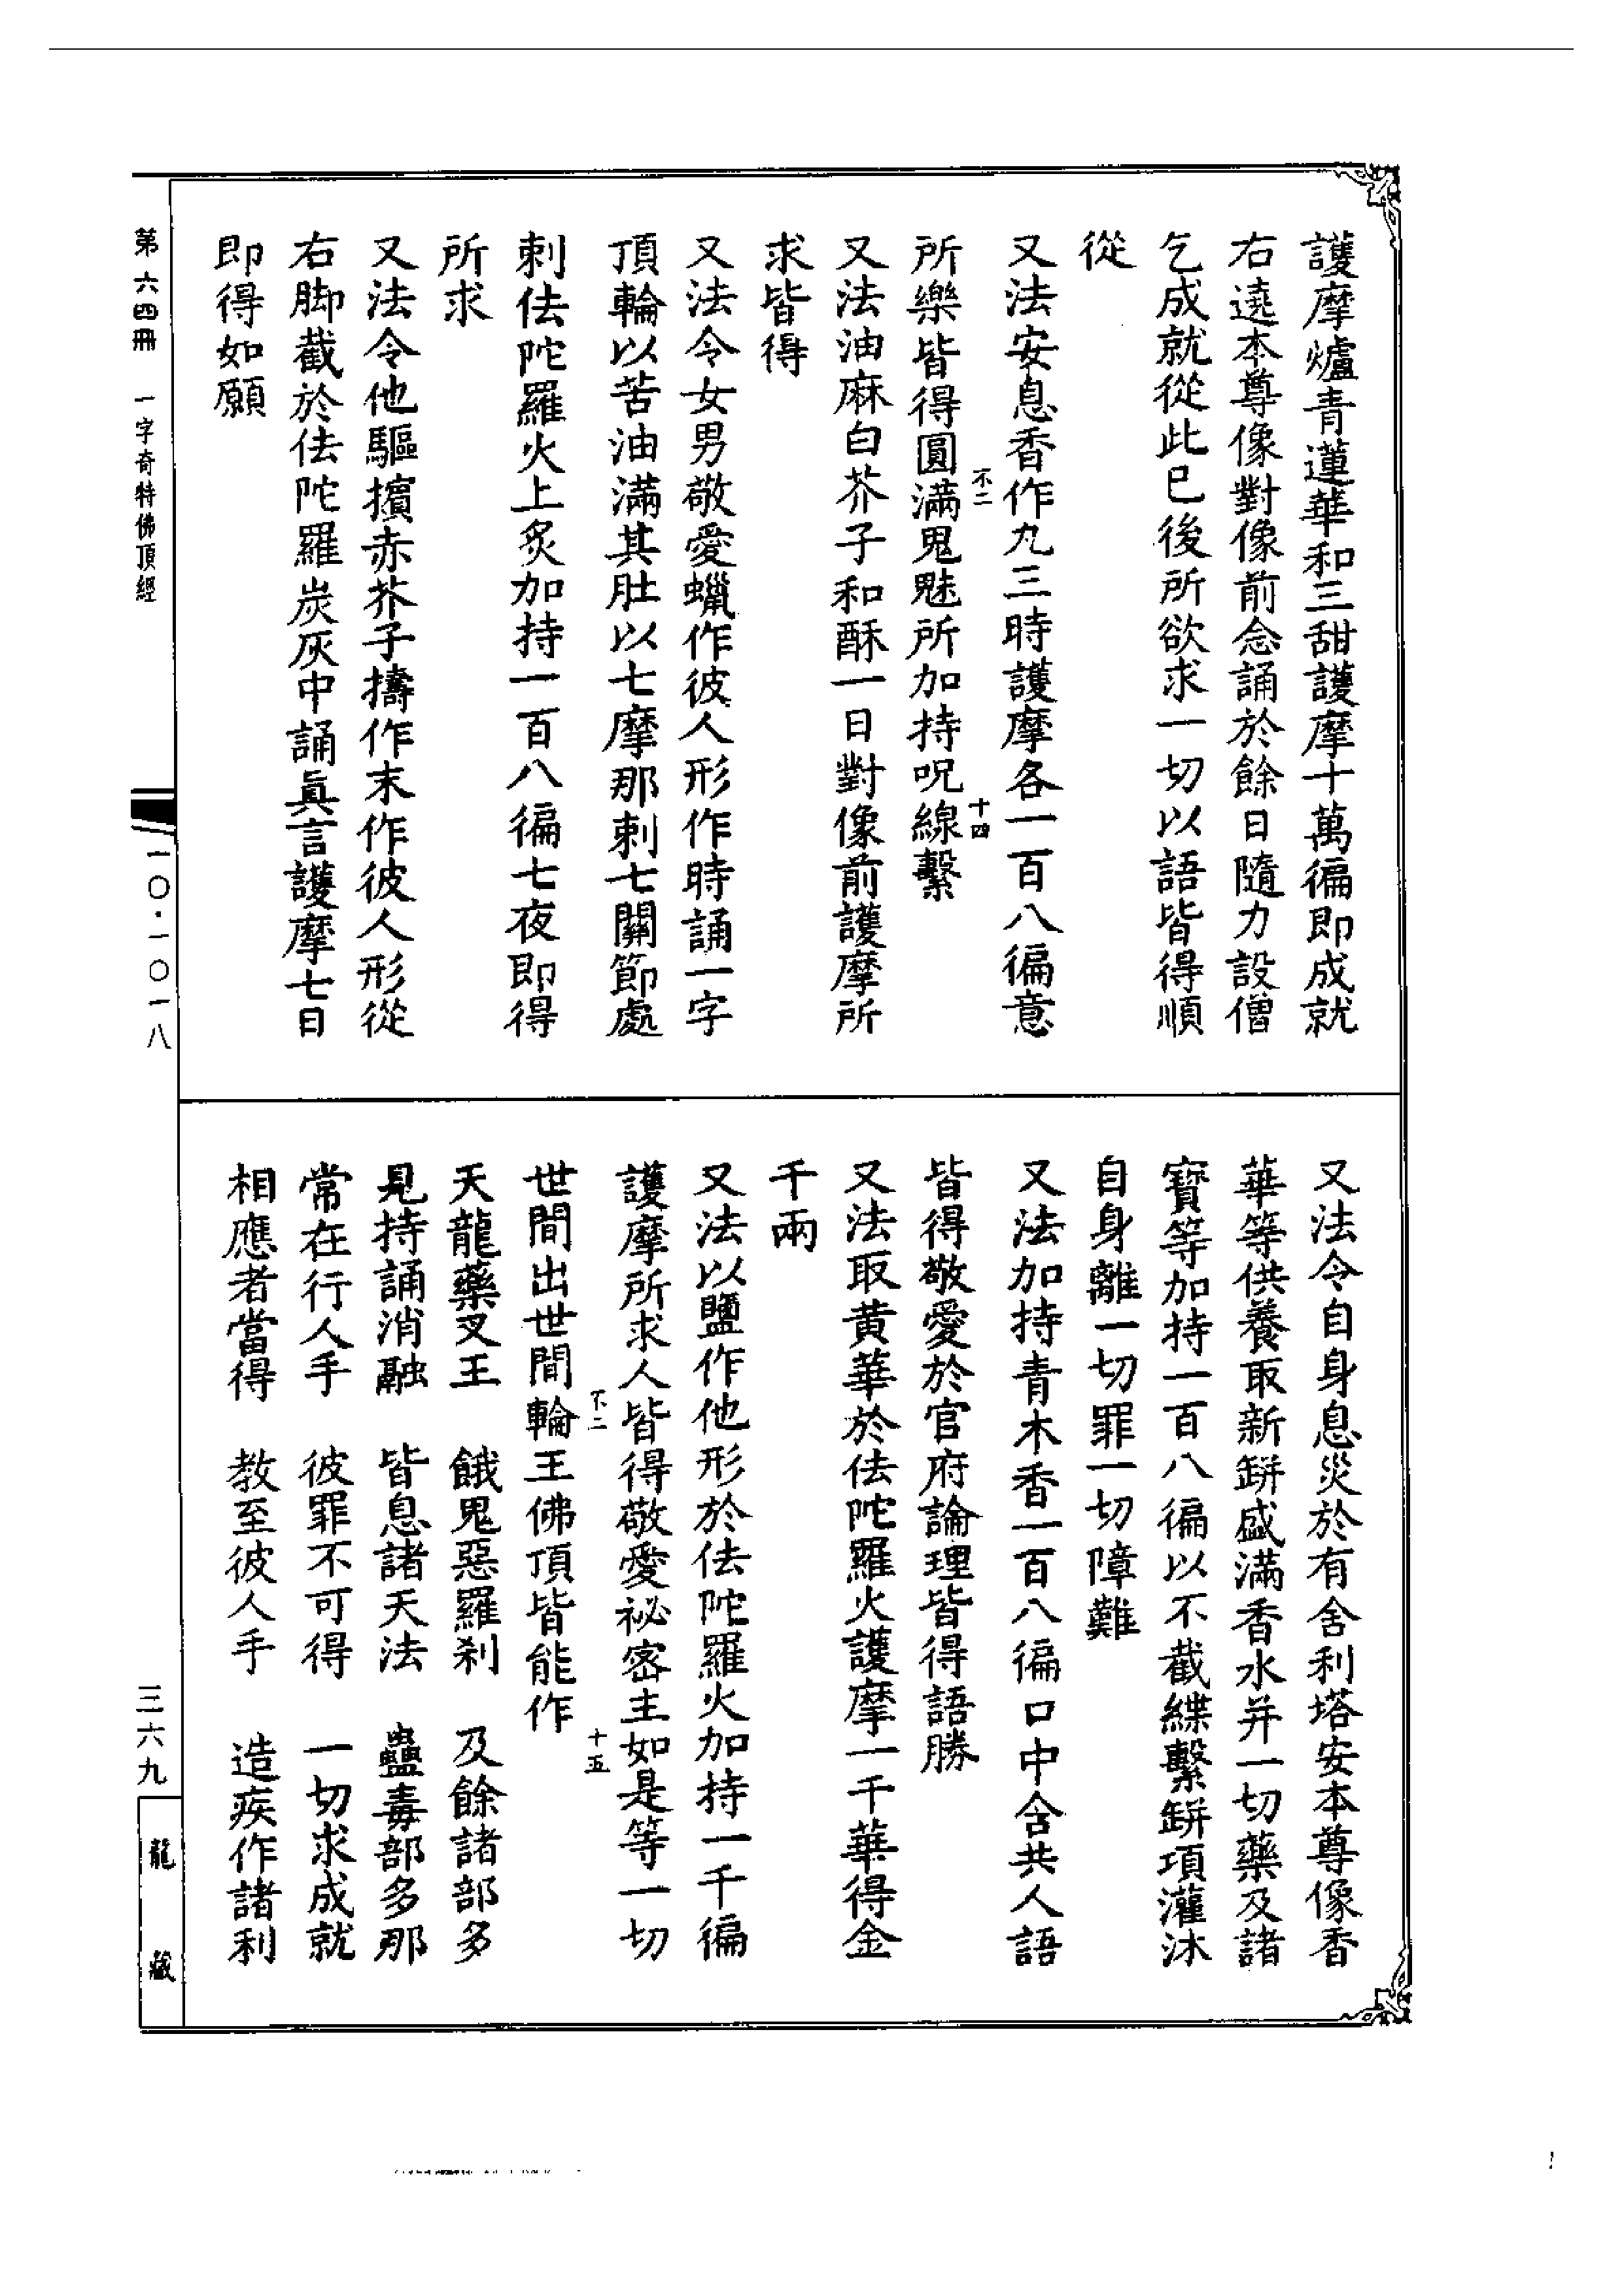 護摩爐青蓮華和三甜護摩十萬徧即成就
右遶本尊像對像前念誦於餘日隨力設僧
乞成就從此已後所欲求一切以語皆得順
從
又法安息香作丸三時護摩各一百八徧意
不二
十四
所樂皆得圓滿鬼魅所加持呪線繫
又法油麻白芥子和酥一日對像前護摩所
求皆得
又法令女男敬愛蠟作彼人形作時誦一字
頂輪以苦油滿其肚以七摩那刺七關節處
刺佉陀羅火上炙加持一百八徧七夜即得
所求
又法令他驅擯赤芥子擣作末作彼人形從
右脚截於佉陀羅炭灰中誦眞言護摩七日
即得如願
又法令自身息災於有舍利塔安本尊像香
華等供養取新缾盛滿香水并一切藥及諸
寶等加持一百八徧以不截緤繫缾項灌沐
自身離一切罪一切障難
又法加持青木香一百八徧口中含共人語
皆得敬愛於官府論理皆得語勝
又法取黄華於佉陀羅火護摩一千華得金
千兩
又法以鹽作他形於佉陀羅火加持一千徧
護摩所求人皆得敬愛祕密主如是等一切
不二
十五
世間出世間輪王佛頂皆能作
天龍藥叉王　餓鬼惡羅刹　及餘諸部多
見持誦消融　皆息諸天法　蠱毒部多那
常在行人手　彼罪不可得　一切求成就
相應者當得　教至彼人手　造疾作諸利
第六四冊　一字奇特佛頂經
一〇·一〇一八
三六九
龍藏